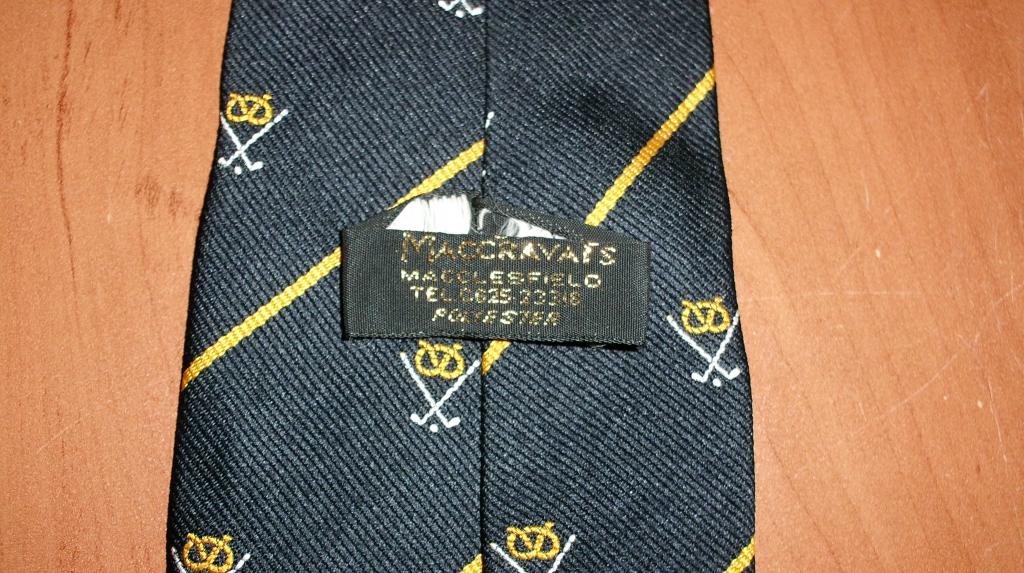 MACCRAVATS
MACCLESFIELD
TEL 0625
POLYESTER